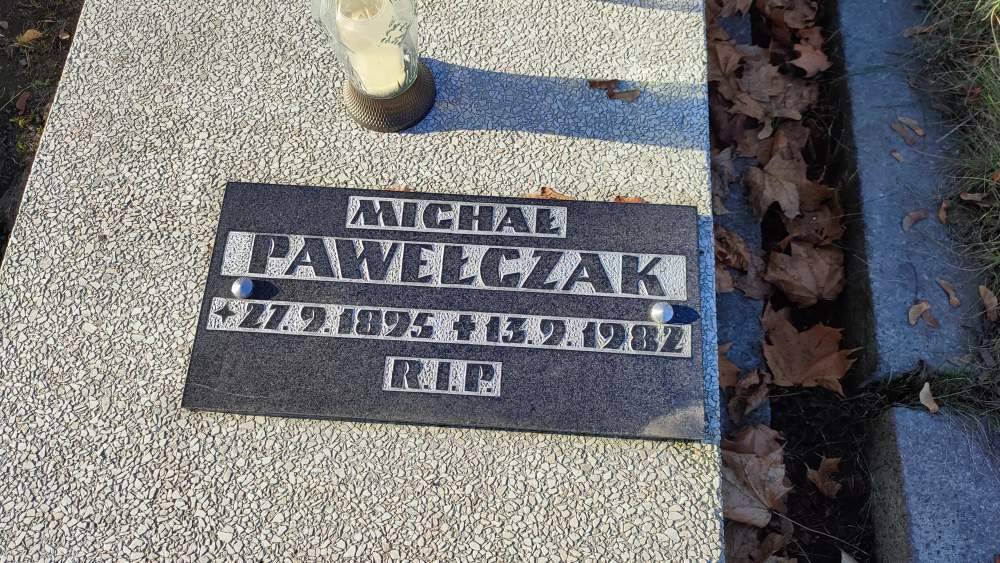 MICHAŁ
PAWEŁCZAK
✦ 27.9.1895 ✝ 13.9.1982
R.I.P.